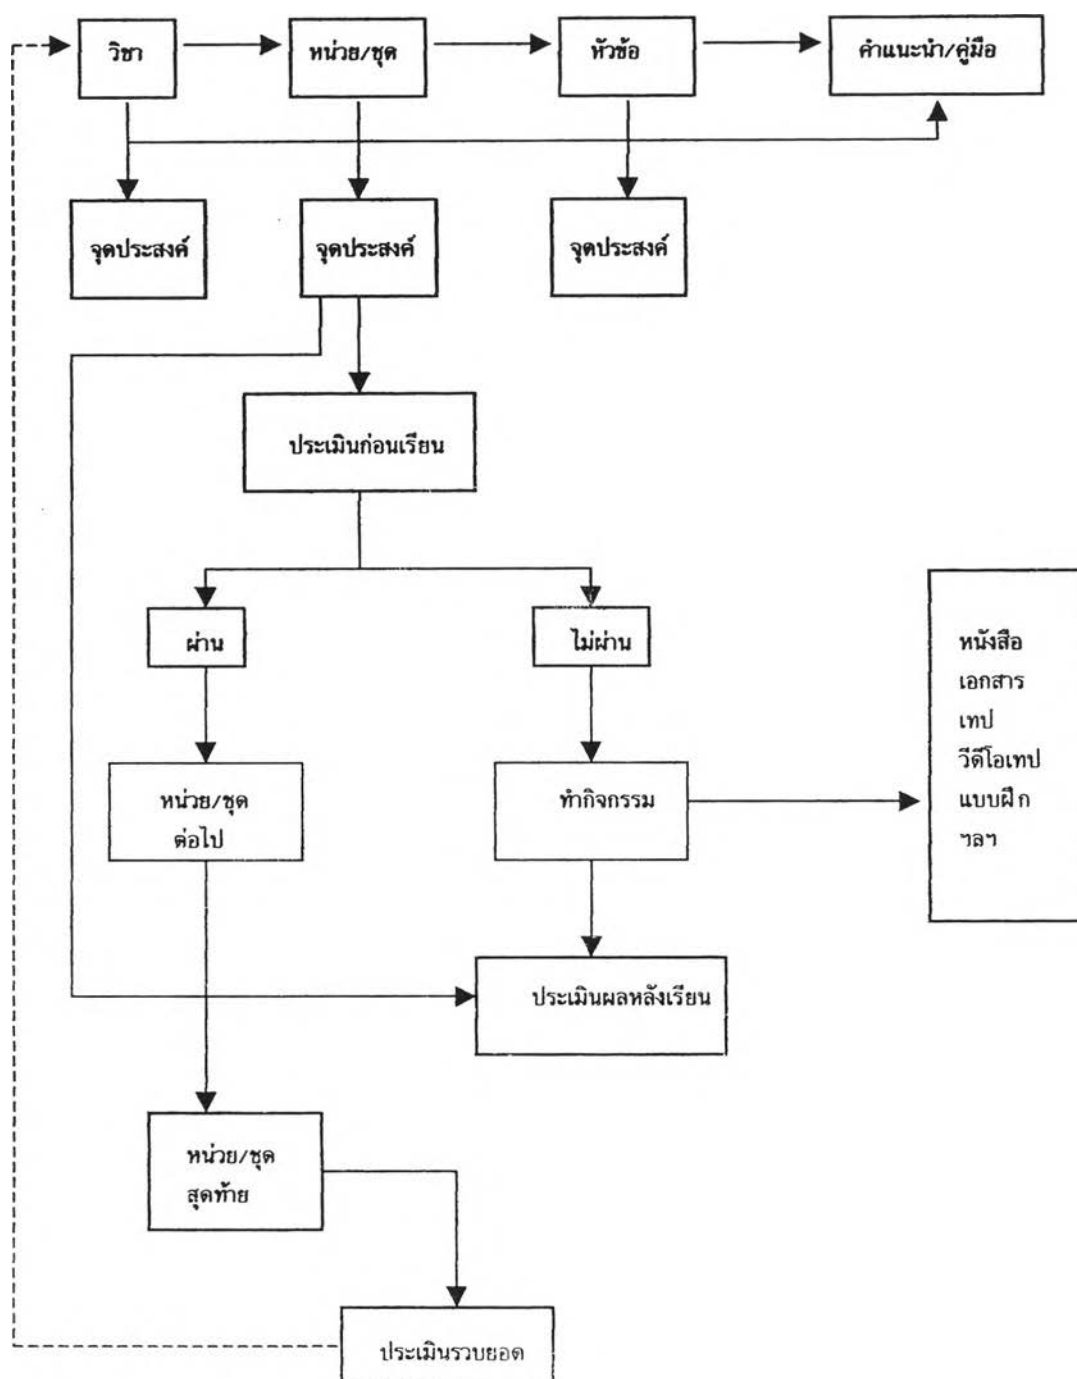 วิชา
หน่วย/ชุด
หัวข้อ
คำแนะนำ/คู่มือ
จุดประสงค์
จุดประสงค์
จุดประสงค์
ประเมินก่อนเรียน
ผ่าน
ไม่ผ่าน
หน่วย/ชุด
ต่อไป
ทำกิจกรรม
หนังสือ
เอกสาร
เทป
วีดีโอเทป
แบบฝึก
ฯลฯ
ประเมินผลหลังเรียน
หน่วย/ชุด
สุดท้าย
ประเมินรวบยอด